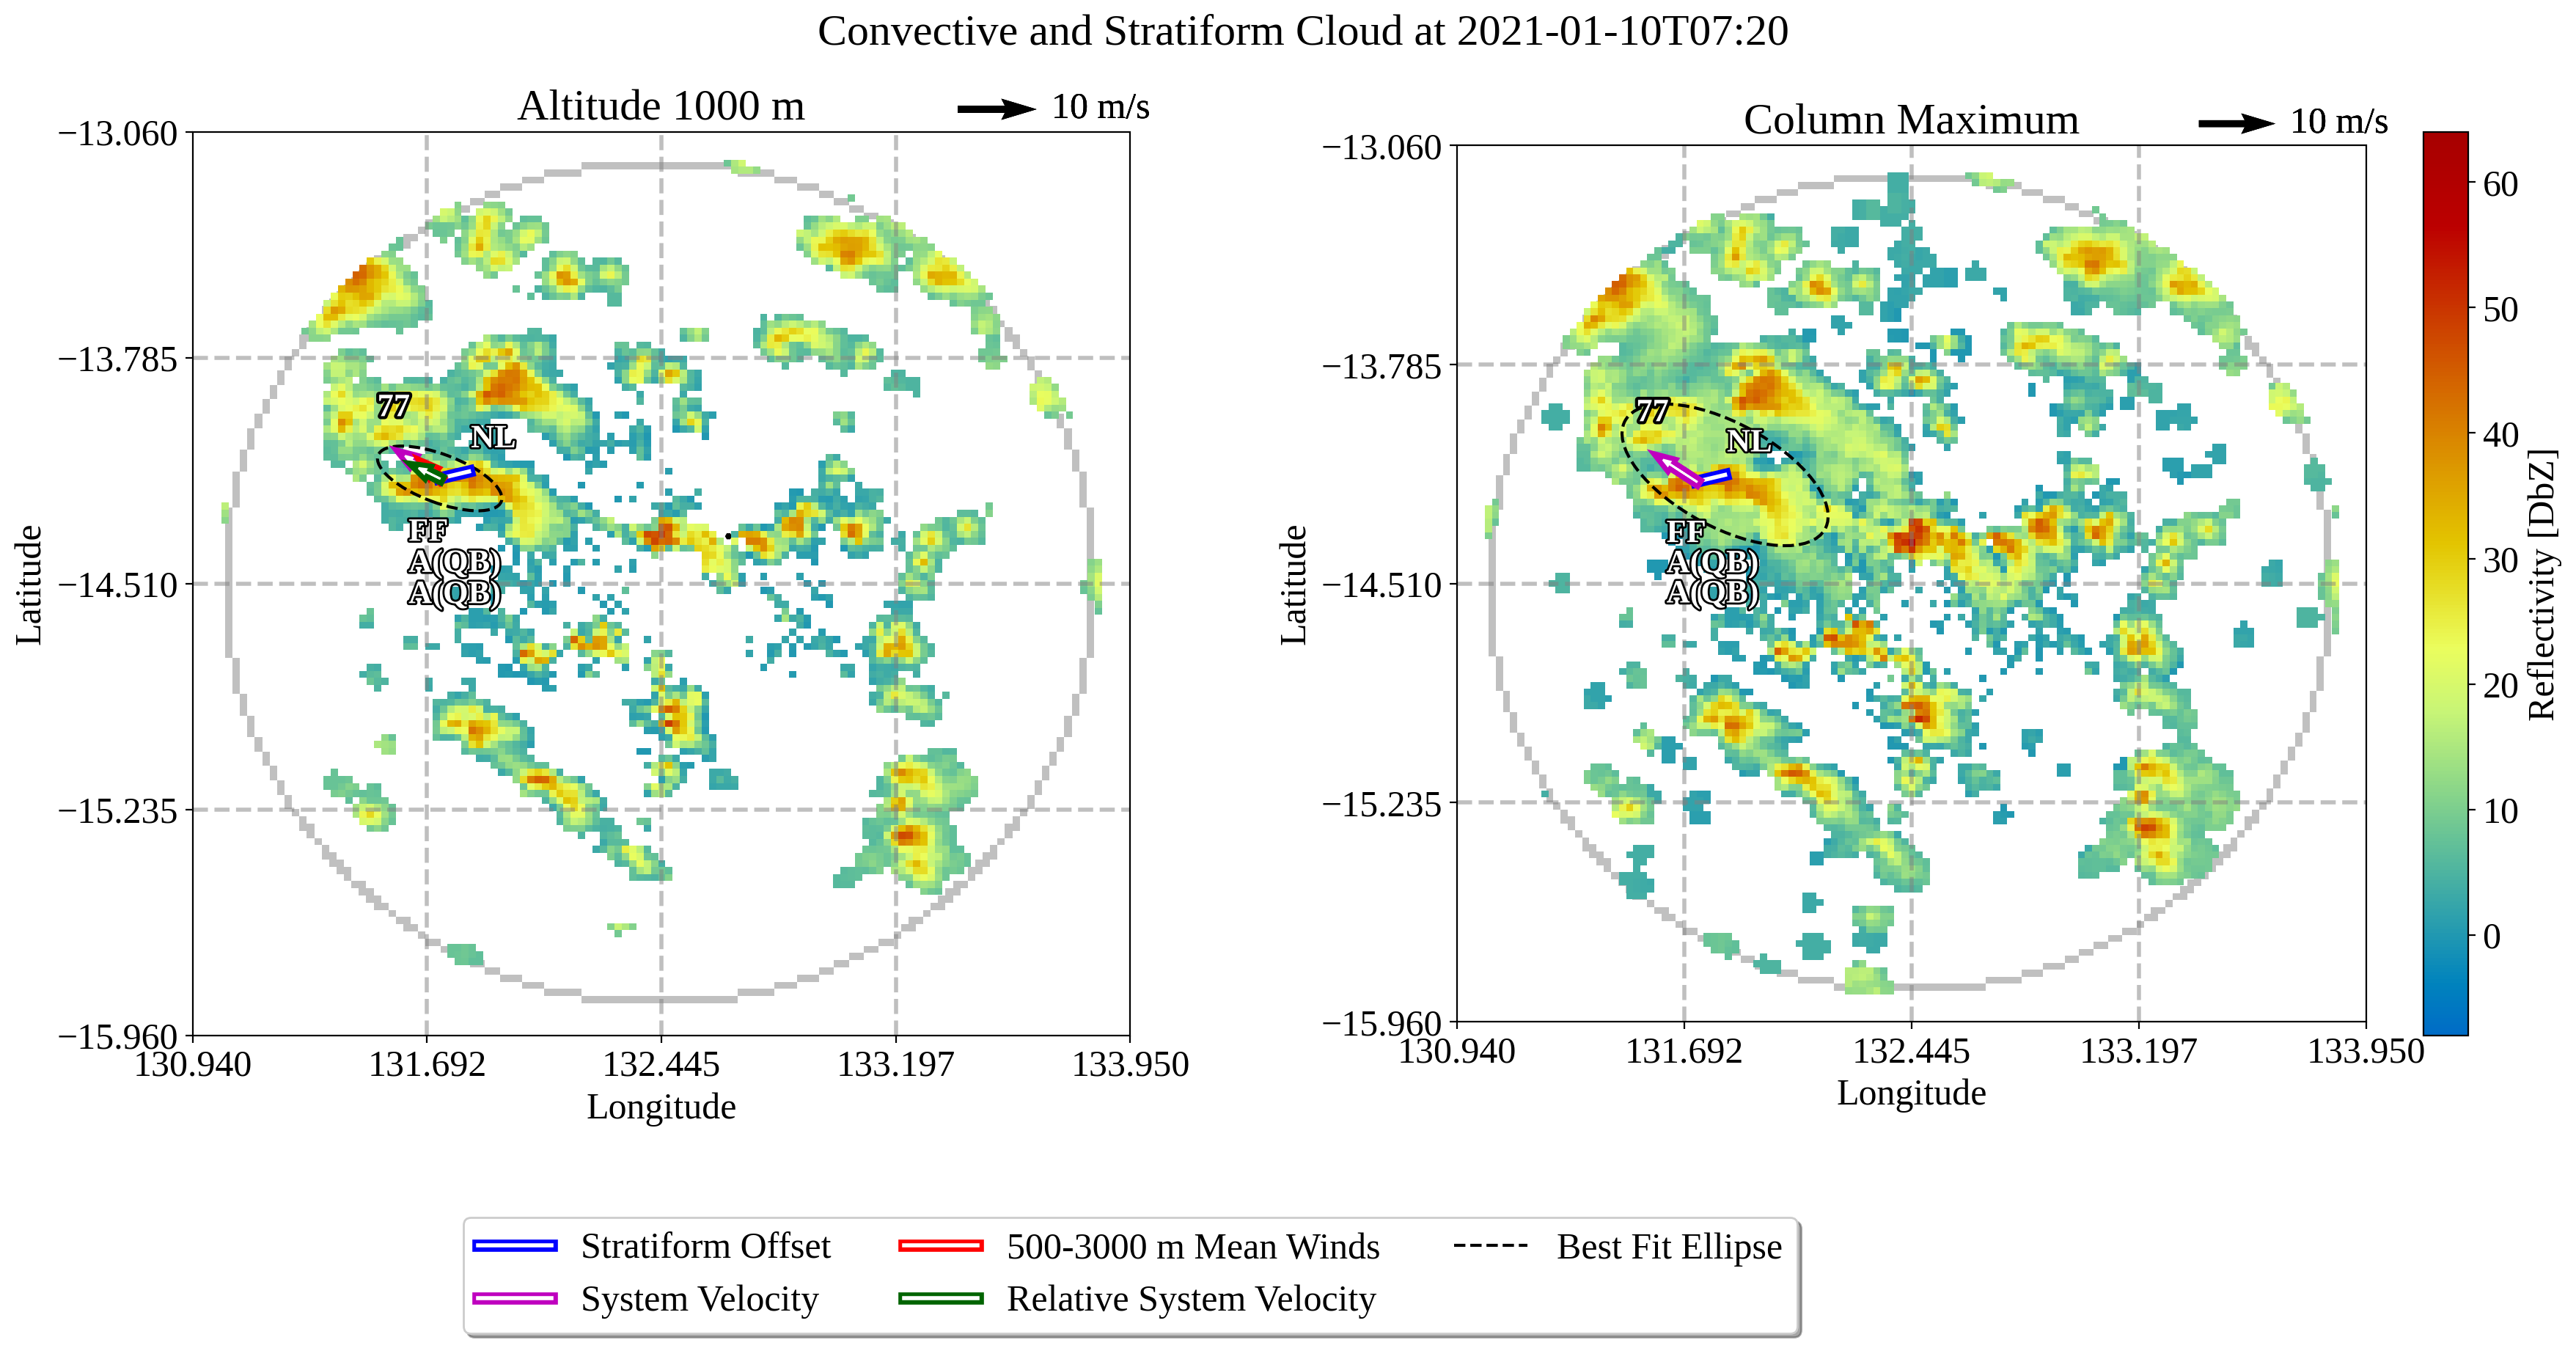 Convective and Stratiform Cloud at 2021-01-10T07:20
Altitude 1000 m
10 m/s
−13.060
−13.785
−14.510
−15.235
−15.960
Latitude
77
NL
FF
A(QB)
A(QB)
130.940
131.692
132.445
133.197
133.950
Longitude
Column Maximum
10 m/s
−13.060
−13.785
−14.510
−15.235
−15.960
Latitude
77
NL
FF
A(QB)
A(QB)
130.940
131.692
132.445
133.197
133.950
Longitude
60
50
40
30
20
10
0
Reflectivity [DbZ]
Stratiform Offset
System Velocity
500-3000 m Mean Winds
Relative System Velocity
Best Fit Ellipse